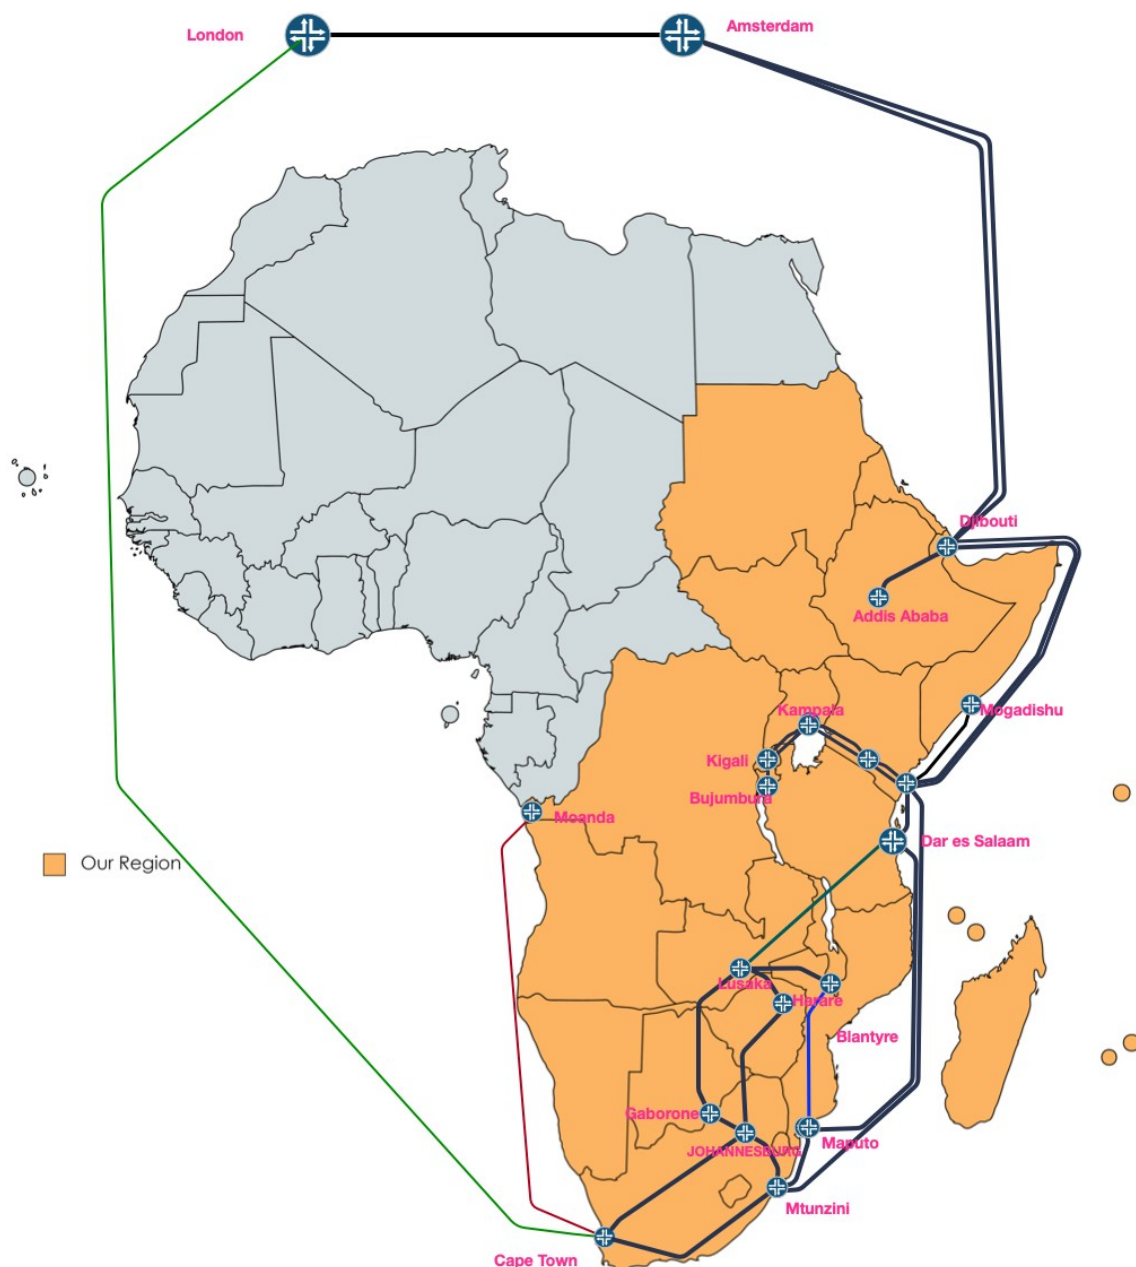 London
Amsterdam
Djibouti
Addis Ababa
Mogadishu
Kampala
Kigali
Bujumbura
Moanda
Dar es Salaam
Our Region
Lusaka
Harare
Blantyre
Gaborone
Maputo
JOHANNESBURG
Mtunzini
Cape Town